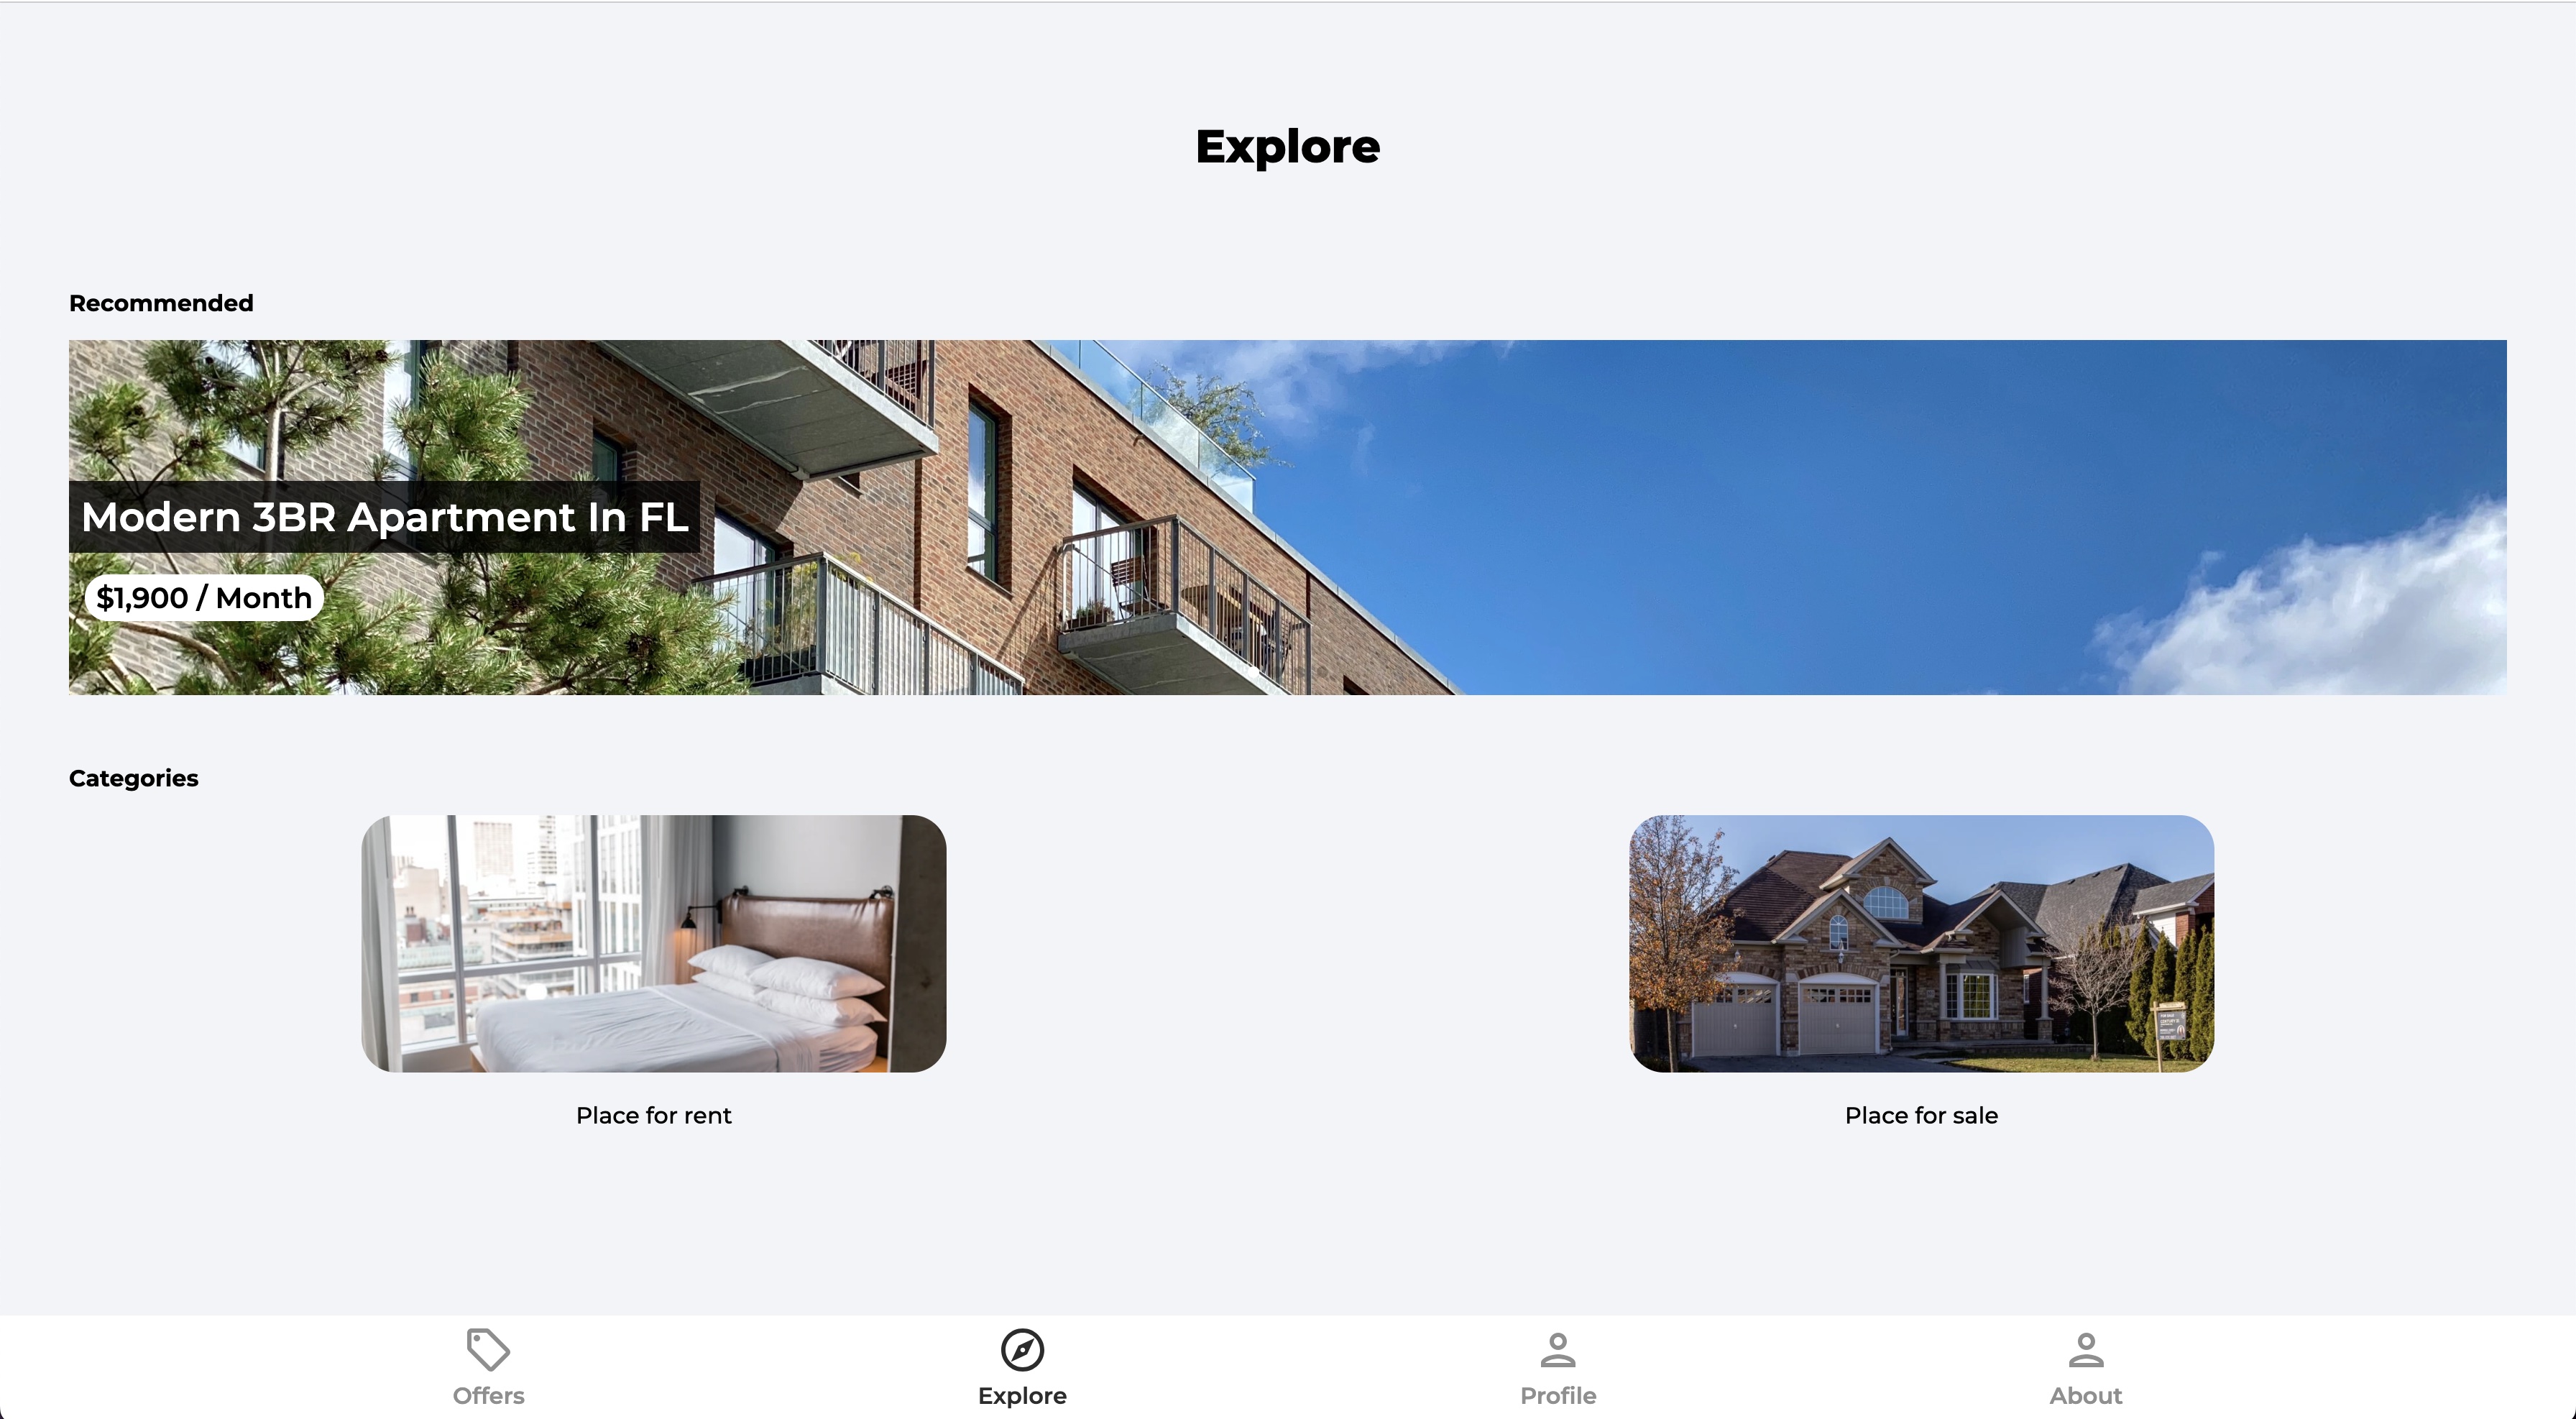 Explore
Recommended
Modern 3BR Apartment In FL
$1,900 / Month
Categories
Place for rent
Place for sale
Offers
Explore
Profile
About